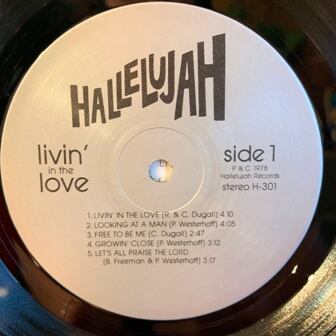 HALLELUJAH
livin'
in the
love
side 1
P & C 1978
Hallelujah Records
stereo H-301
1. LIVIN' IN THE LOVE (R. & C. Dugall) 4:10
2. LOOKING AT A MAN (P. Westerhoff) 4:05
3. FREE TO BE ME (C. Dugall) 2:47
4. GROWIN' CLOSE (P. Westerhoff) 3:12
5. LET'S ALL PRAISE THE LORD
(B. Freeman & P. Westerhoff) 3:17